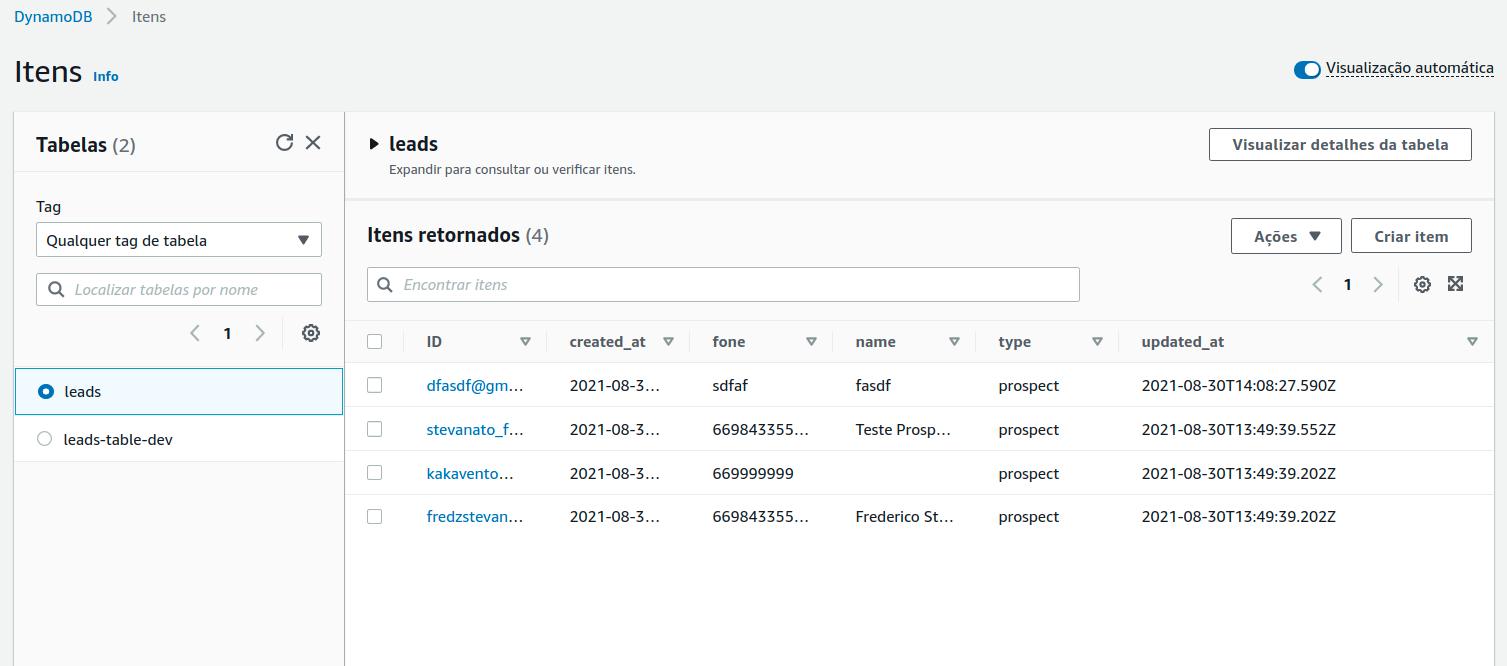 DynamoDB > Itens
Itens Info
Visualização automática
Tabelas (2)
Tag
Qualquer tag de tabela
Localizar tabelas por nome
1
leads
leads-table-dev
leads
Expandir para consultar ou verificar itens.
Visualizar detalhes da tabela
Itens retornados (4)
Ações
Criar item
Encontrar itens
1
ID created_at fone name type updated_at
dfasdf@gm... 2021-08-3... sdfaf fasdf prospect 2021-08-30T14:08:27.590Z
stevanato_f... 2021-08-3... 669843355... Teste Prosp... prospect 2021-08-30T13:49:39.552Z
kakavento... 2021-08-3... 669999999 prospect 2021-08-30T13:49:39.202Z
fredzstevan... 2021-08-3... 669843355... Frederico St... prospect 2021-08-30T13:49:39.202Z